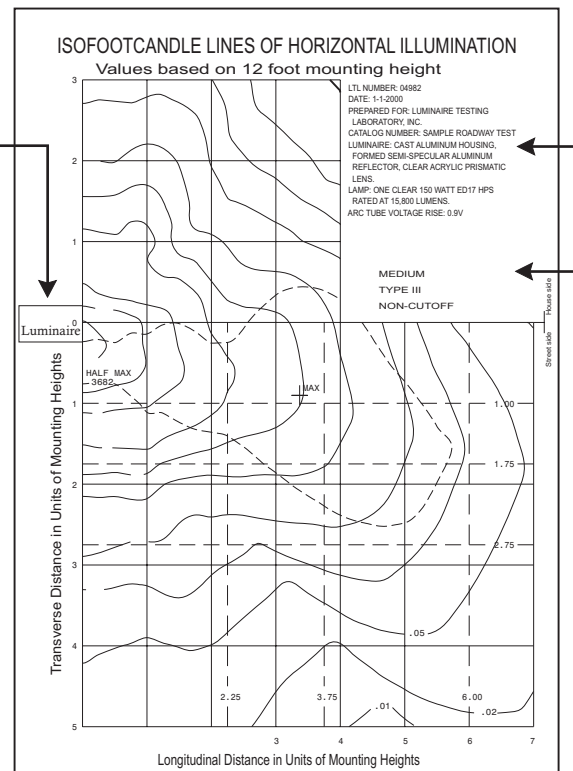 ISOFOOTCANDLE LINES OF HORIZONTAL ILLUMINATION
Values based on 12 foot mounting height
LTL NUMBER: 04982
DATE: 1-1-2000
PREPARED FOR: LUMINAIRE TESTING
LABORATORY, INC.
CATALOG NUMBER: SAMPLE ROADWAY TEST
LUMINAIRE: CAST ALUMINUM HOUSING,
FORMED SEMI-SPECULAR ALUMINUM
REFLECTOR, CLEAR ACRYLIC PRISMATIC
LENS.
LAMP: ONE CLEAR 150 WATT ED17 HPS
RATED AT 15,800 LUMENS.
ARC TUBE VOLTAGE RISE: 0.9V
3
2
1
0
1
2
3
4
5
MEDIUM
TYPE III
NON-CUTOFF
House side
Street side
Luminaire
Transverse Distance in Units of Mounting Heights
HALF MAX
.3682
MAX
1.00
1.75
2.75
.05
2.25
3.75
6.00
.01
.02
3
4
5
6
7
Longitudinal Distance in Units of Mounting Heights